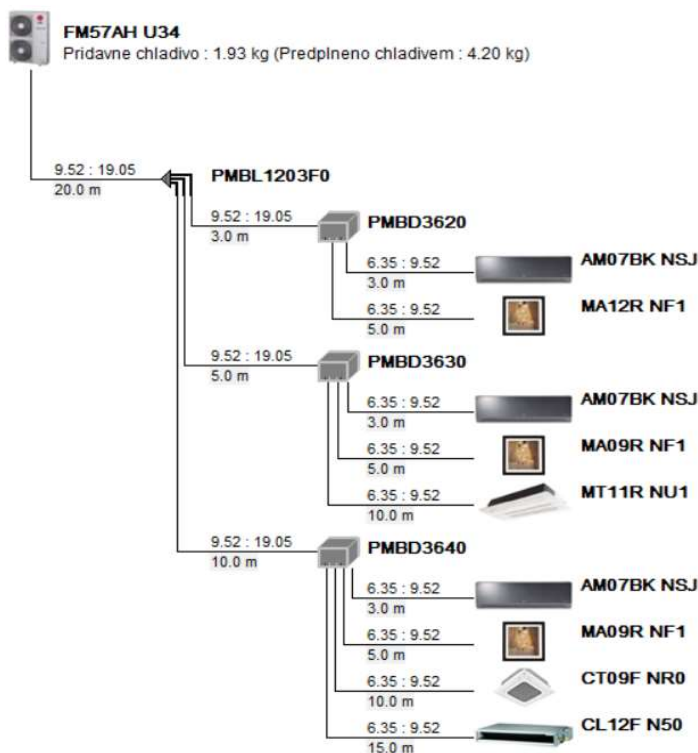 FM57AH U34
Pridavne chladivo : 1.93 kg (Predplneno chladivem : 4.20 kg)
9.52 : 19.05
20.0 m
PMBL1203F0
9.52 : 19.05
3.0 m
PMBD3620
6.35 : 9.52
3.0 m
AM07BK NSJ
6.35 : 9.52
5.0 m
MA12R NF1
9.52 : 19.05
5.0 m
PMBD3630
6.35 : 9.52
3.0 m
AM07BK NSJ
6.35 : 9.52
5.0 m
MA09R NF1
6.35 : 9.52
10.0 m
MT11R NU1
9.52 : 19.05
10.0 m
PMBD3640
6.35 : 9.52
3.0 m
AM07BK NSJ
6.35 : 9.52
5.0 m
MA09R NF1
6.35 : 9.52
10.0 m
CT09F NR0
6.35 : 9.52
15.0 m
CL12F N50